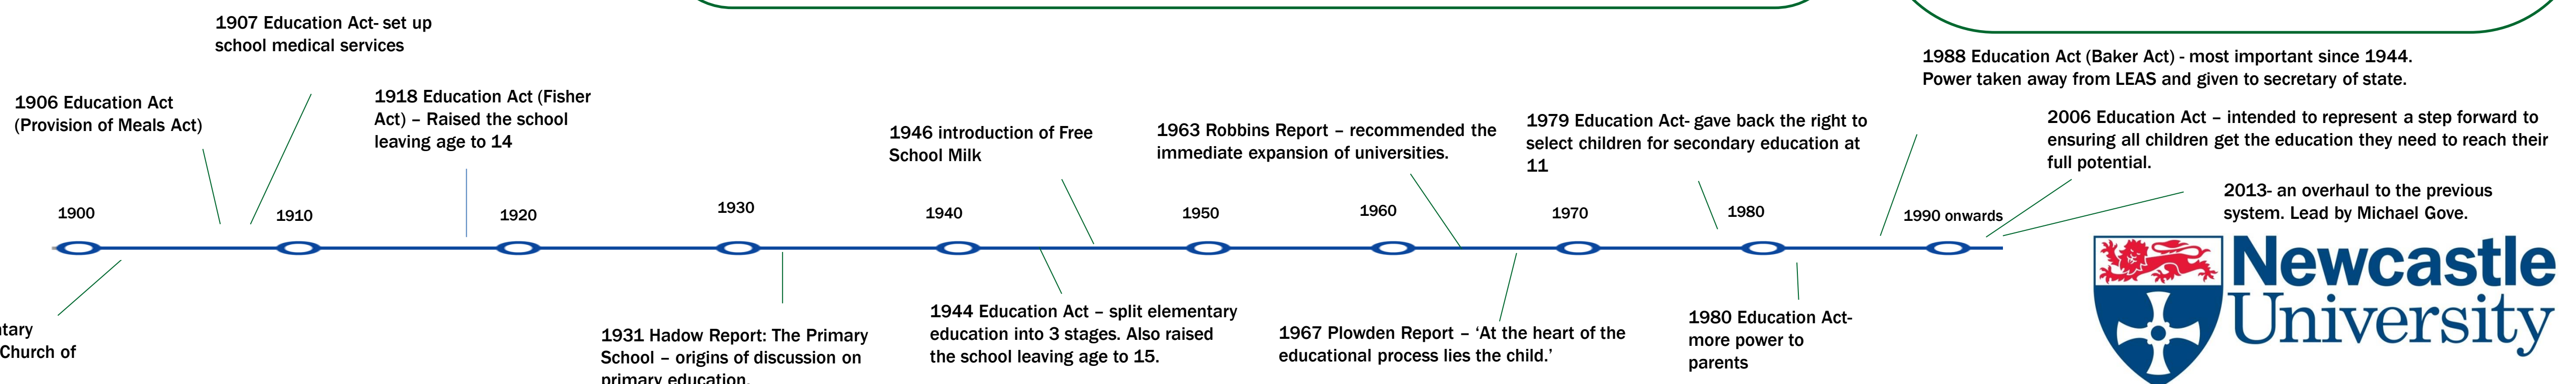 1907 Education Act- set up
school medical services
1906 Education Act
(Provision of Meals Act)
1918 Education Act (Fisher
Act) – Raised the school
leaving age to 14
1946 introduction of Free
School Milk
1963 Robbins Report – recommended the
immediate expansion of universities.
1979 Education Act- gave back the right to
select children for secondary education at
11
1988 Education Act (Baker Act) - most important since 1944.
Power taken away from LEAS and given to secretary of state.
2006 Education Act – intended to represent a step forward to
ensuring all children get the education they need to reach their
full potential.
2013- an overhaul to the previous
system. Lead by Michael Gove.
1900
1910
1920
1930
1940
1950
1960
1970
1980
1990 onwards
ntary
Church of
1931 Hadow Report: The Primary
School – origins of discussion on
primary education.
1944 Education Act – split elementary
education into 3 stages. Also raised
the school leaving age to 15.
1967 Plowden Report – ‘At the heart of the
educational process lies the child.’
1980 Education Act-
more power to
parents
Newcastle
University